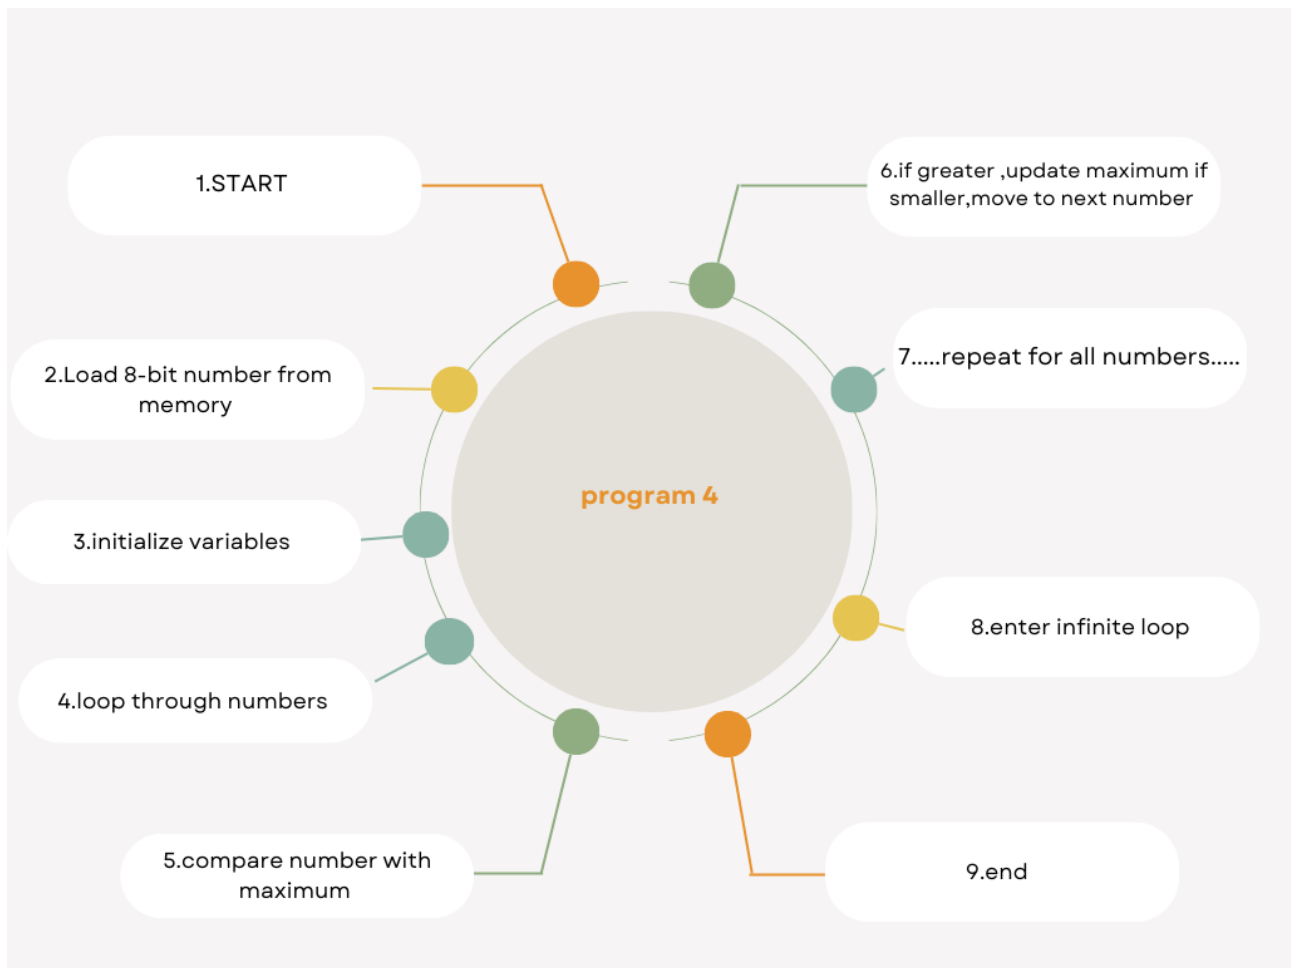 1.START
2.Load 8-bit number from
memory
3.initialize variables
4.loop through numbers
5.compare number with
maximum
6.if greater ,update maximum if
smaller,move to next number
7.....repeat for all numbers.....
8.enter infinite loop
9.end
program 4